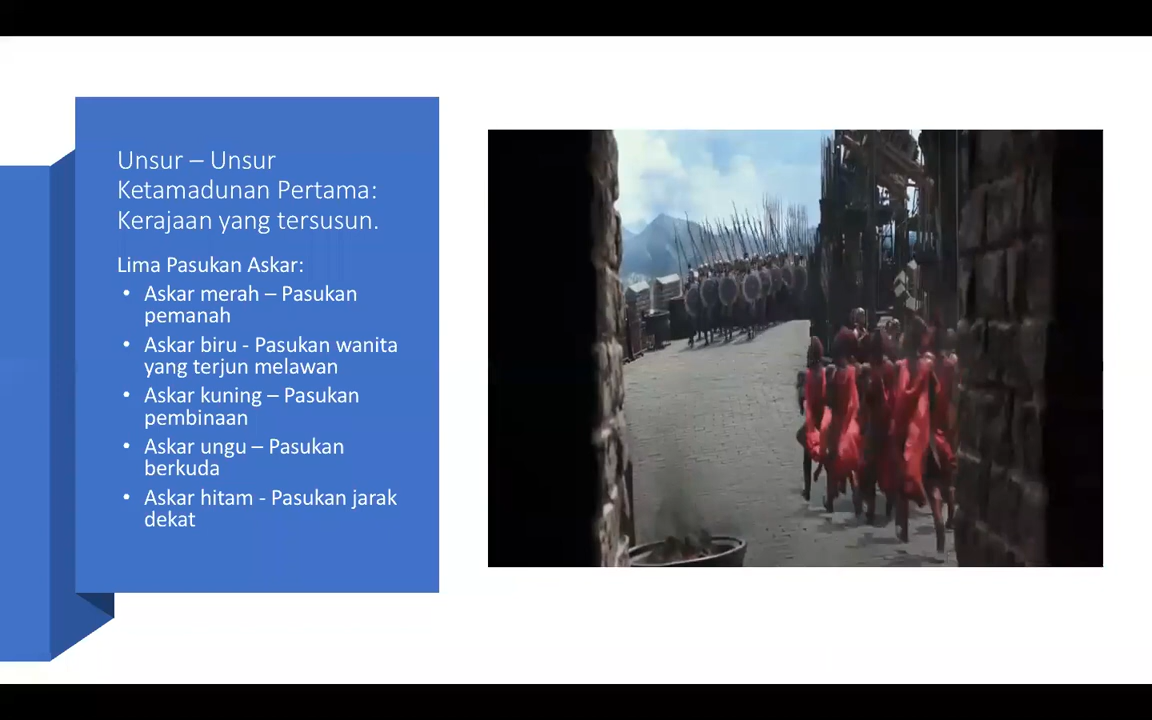 Unsur – Unsur
Ketamadunan Pertama:
Kerajaan yang tersusun.
Lima Pasukan Askar:
• Askar merah – Pasukan
pemanah
• Askar biru - Pasukan wanita
yang terjun melawan
• Askar kuning – Pasukan
pembinaan
• Askar ungu – Pasukan
berkuda
• Askar hitam - Pasukan jarak
dekat